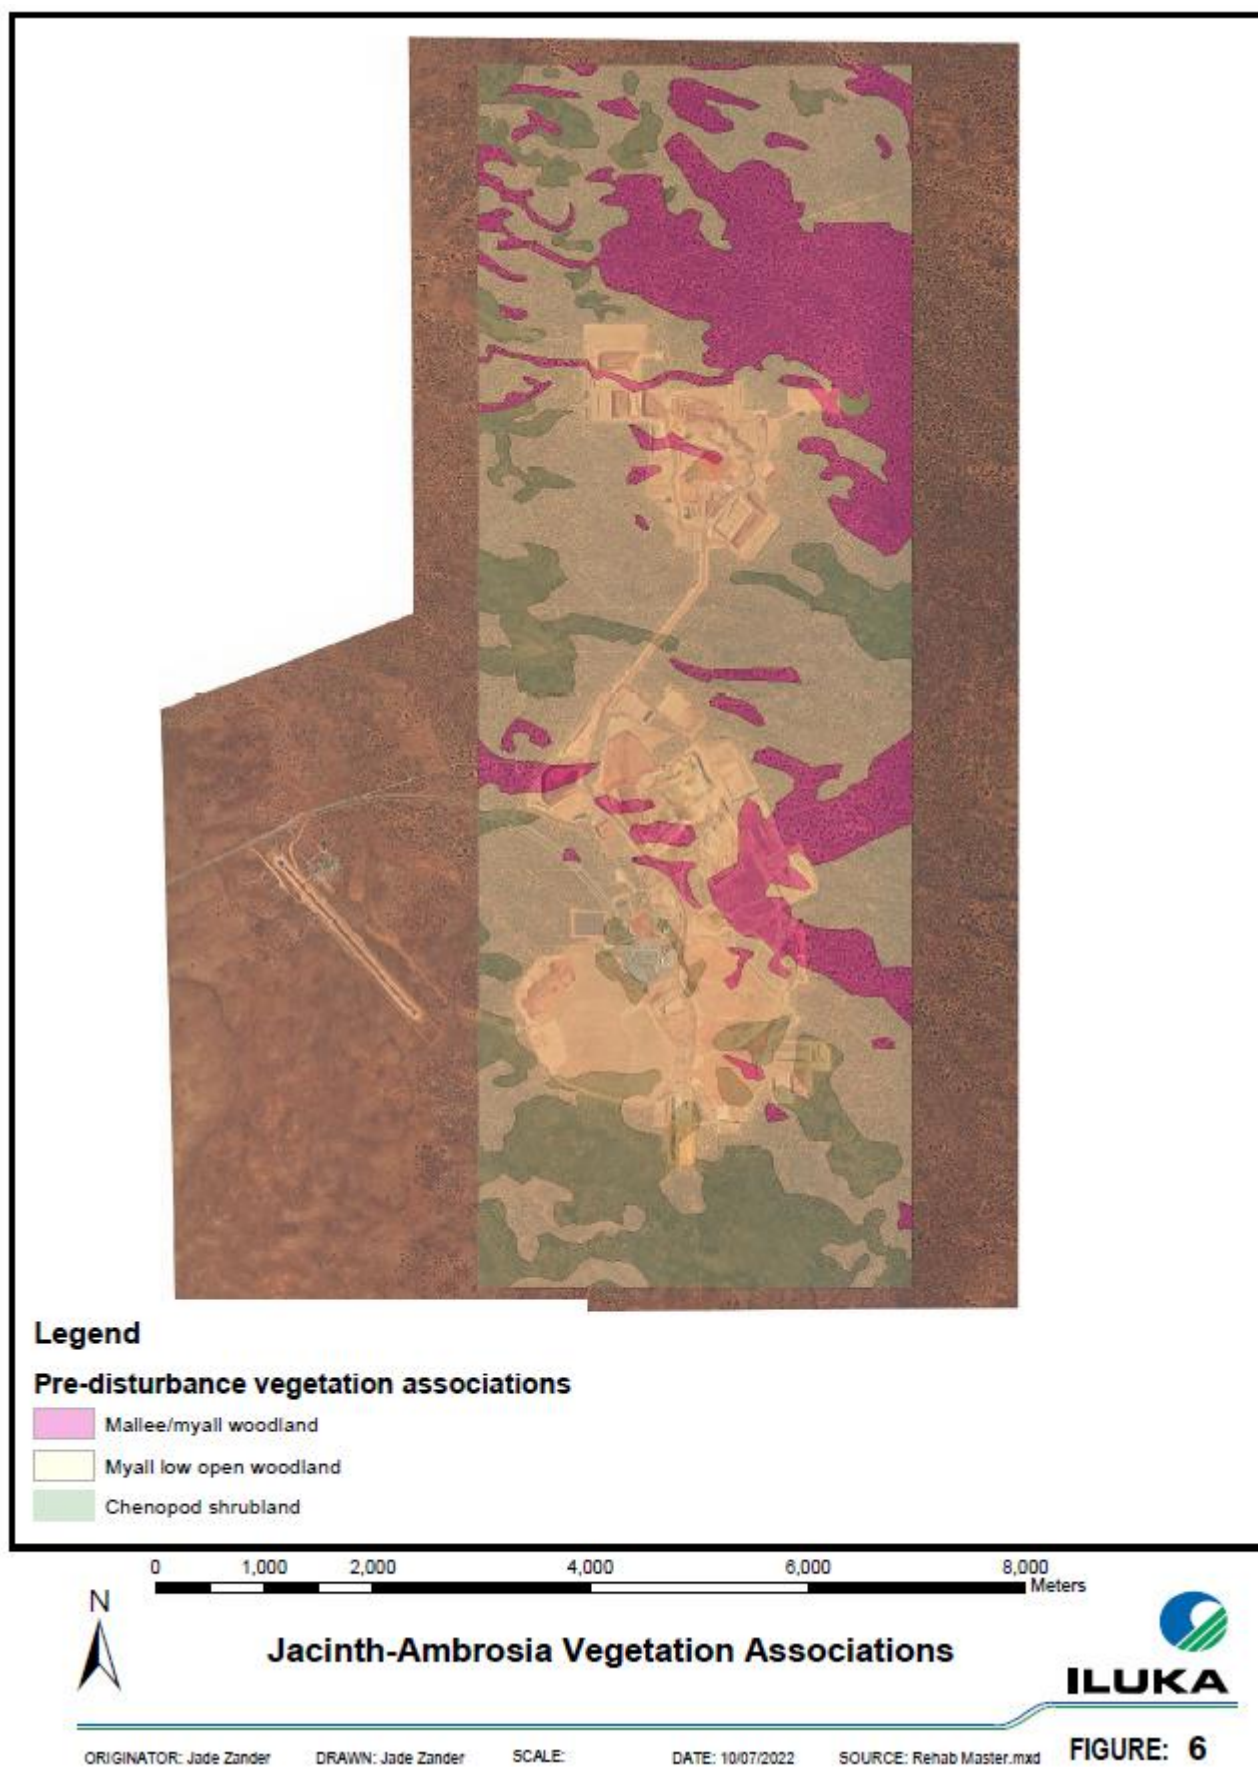 Legend
Pre-disturbance vegetation associations
Mallee/myall woodland
Myall low open woodland
Chenopod shrubland
0 1,000 2,000 4,000 6,000 8,000
Meters
N
Jacinth-Ambrosia Vegetation Associations
ILUKA
ORIGINATOR: Jade Zander DRAWN: Jade Zander SCALE: DATE: 10/07/2022 SOURCE: Rehab Master.mxd FIGURE: 6